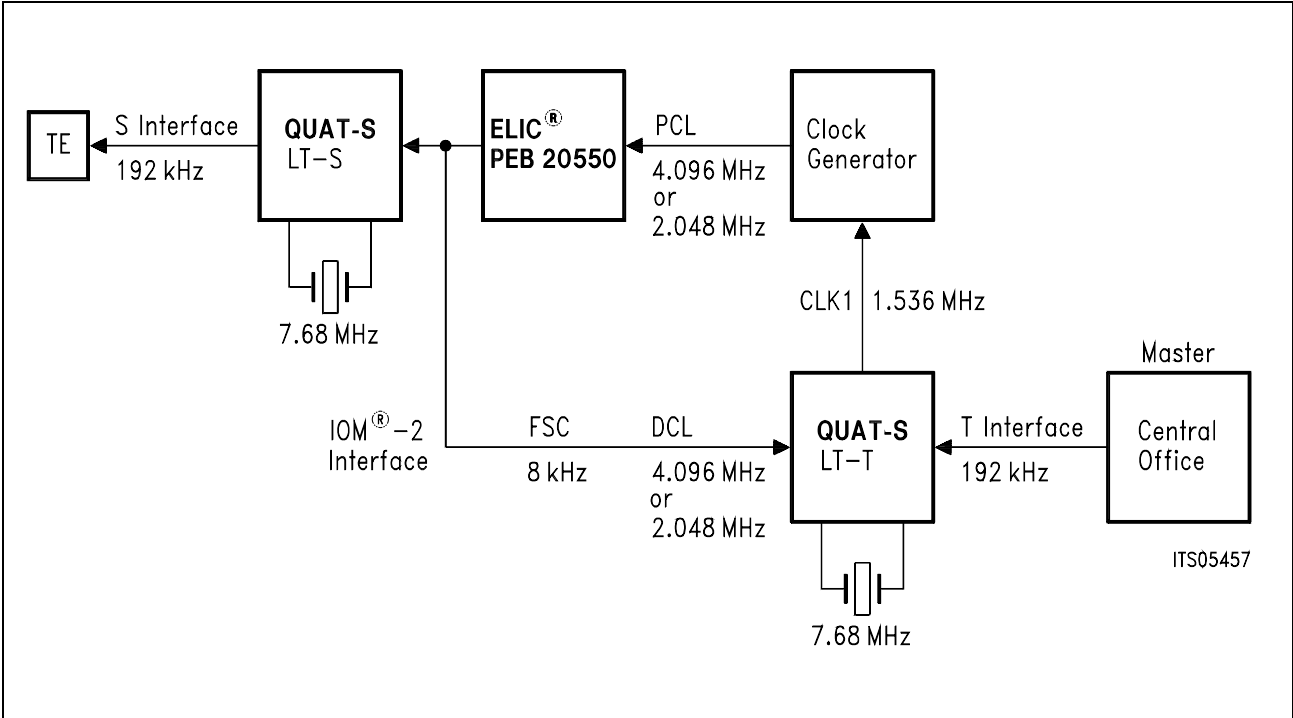 TE
S Interface
192 kHz
QUAT-S
LT-S
7.68 MHz
ELIC®
PEB 20550
PCL
4.096 MHz
or
2.048 MHz
Clock
Generator
CLK1
1.536 MHz
IOM®-2
Interface
FSC
8 kHz
DCL
4.096 MHz
or
2.048 MHz
QUAT-S
LT-T
7.68 MHz
T Interface
192 kHz
Master
Central
Office
ITS05457